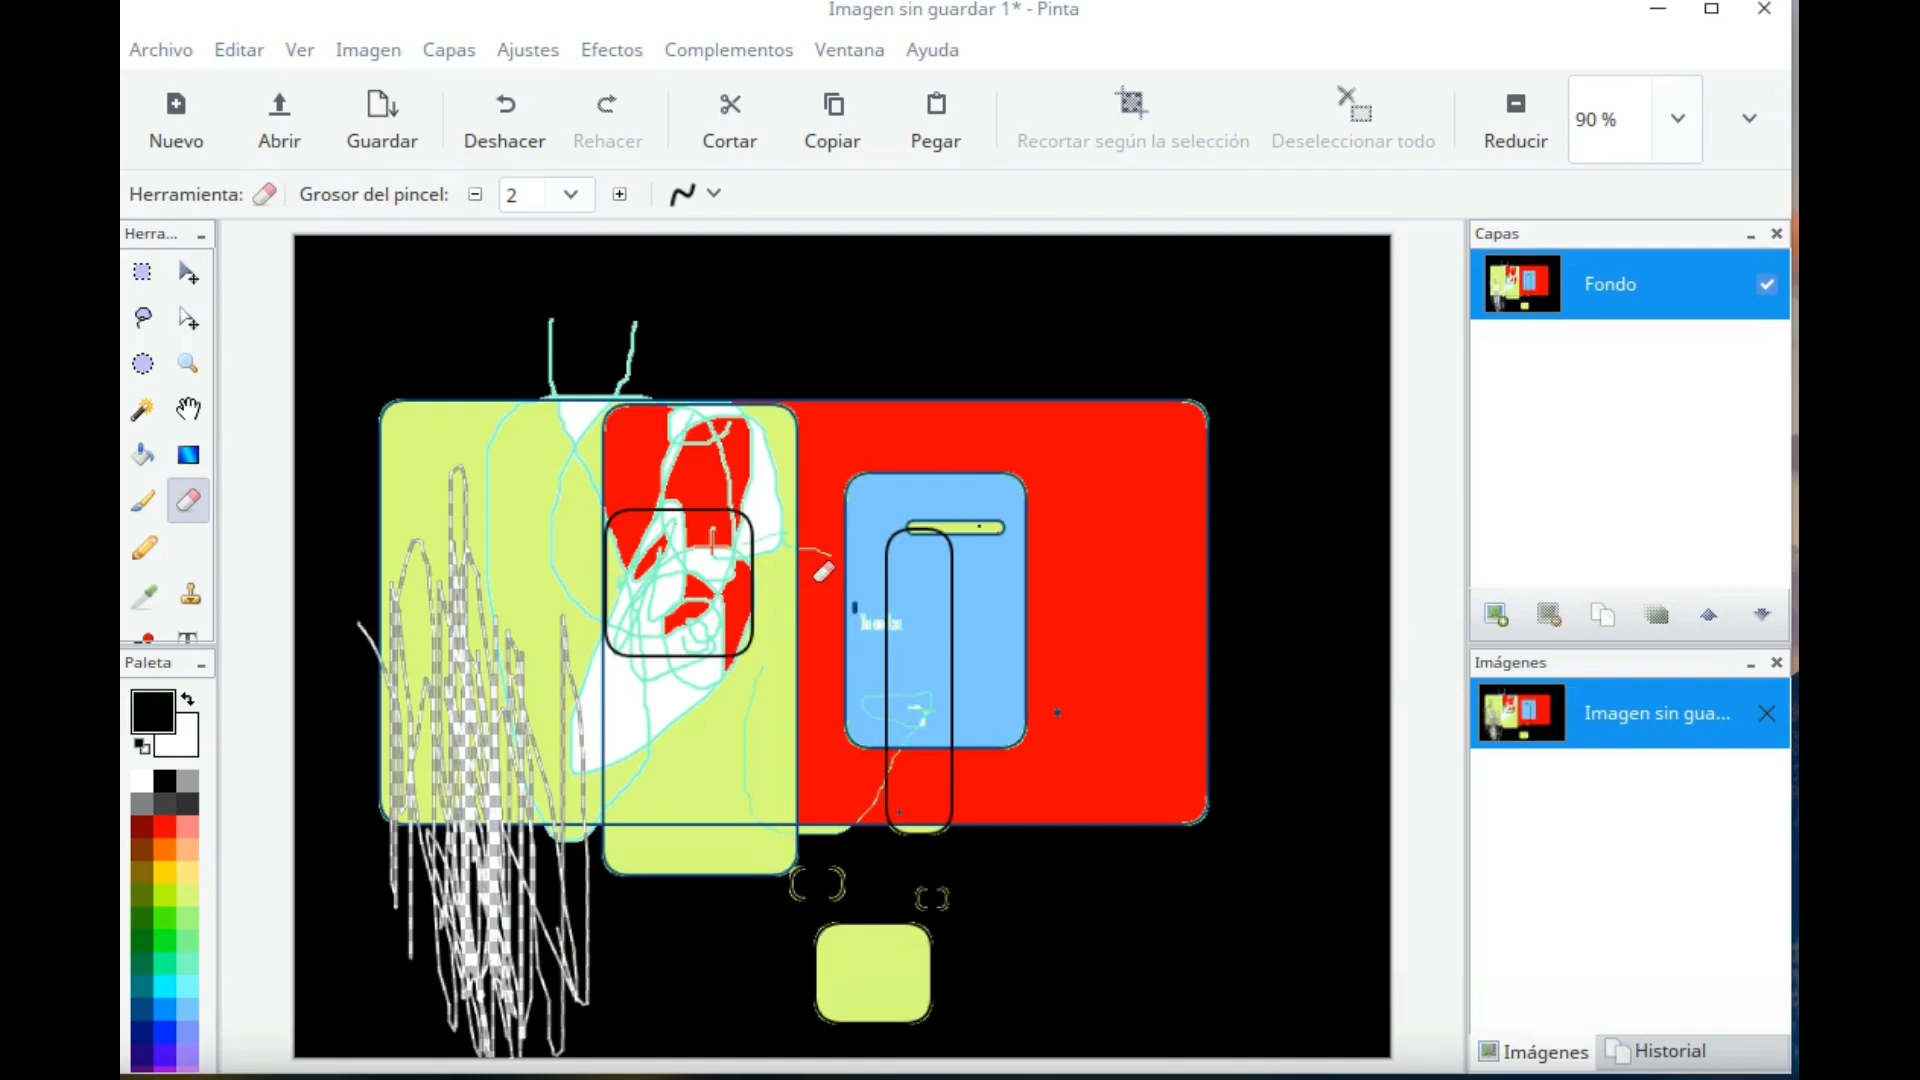 Imagen sin guardar 1* - Pinta
Archivo Editar Ver Imagen Capas Ajustes Efectos Complementos Ventana Ayuda
Nuevo Abrir Guardar Deshacer Rehacer Cortar Copiar Pegar Recortar según la selección Deseleccionar todo Reducir 90 %
Herramienta: Grosor del pincel: 2
Herra...
Capas
Fondo
Paleta
Imágenes
Imagen sin gua...
Imágenes Historial